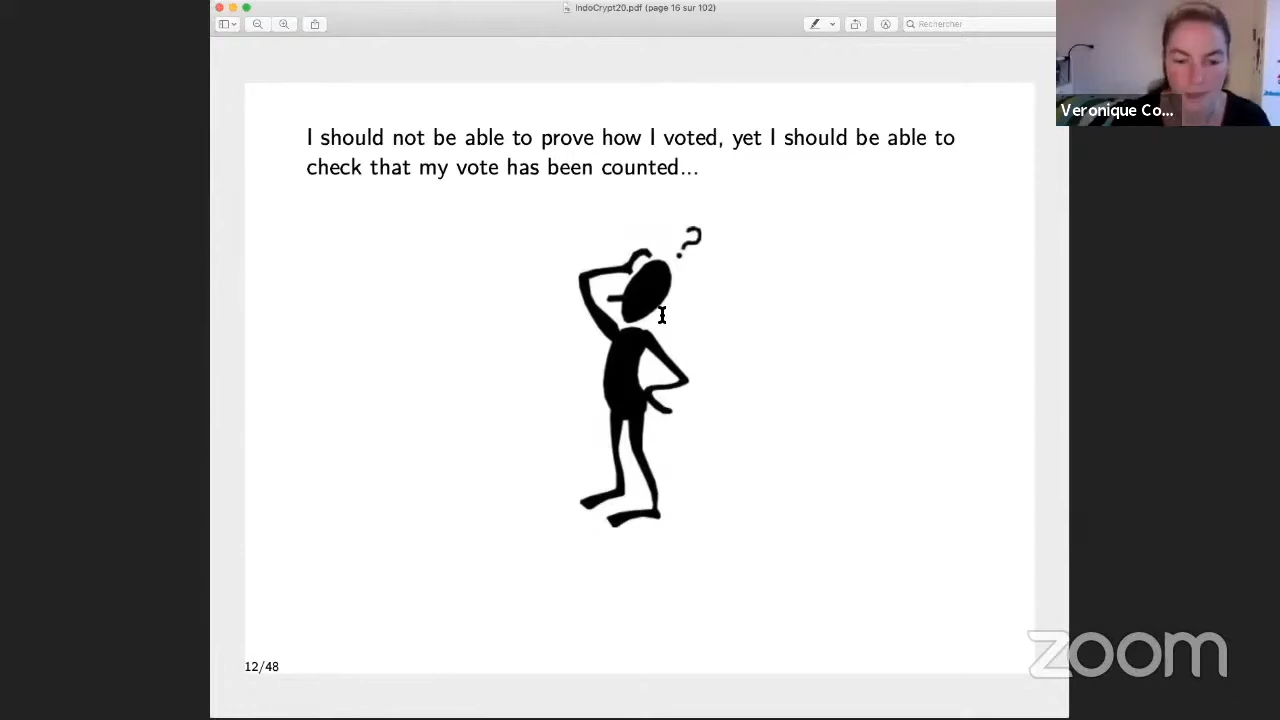 IndoCrypt20.pdf (page 16 sur 102)
Rechercher
Veronique Co...
I should not be able to prove how I voted, yet I should be able to
check that my vote has been counted...
?
12/48
zoom